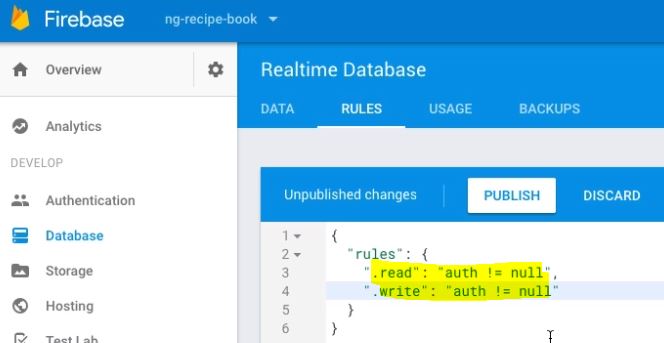 Firebase
ng-recipe-book
Overview
Analytics
DEVELOP
Authentication
Database
Storage
Hosting
Test Lab
Realtime Database
DATA RULES USAGE BACKUPS
Unpublished changes PUBLISH DISCARD
1 {
2 "rules": {
3 ".read": "auth != null",
4 ".write": "auth != null"
5 }
6 }